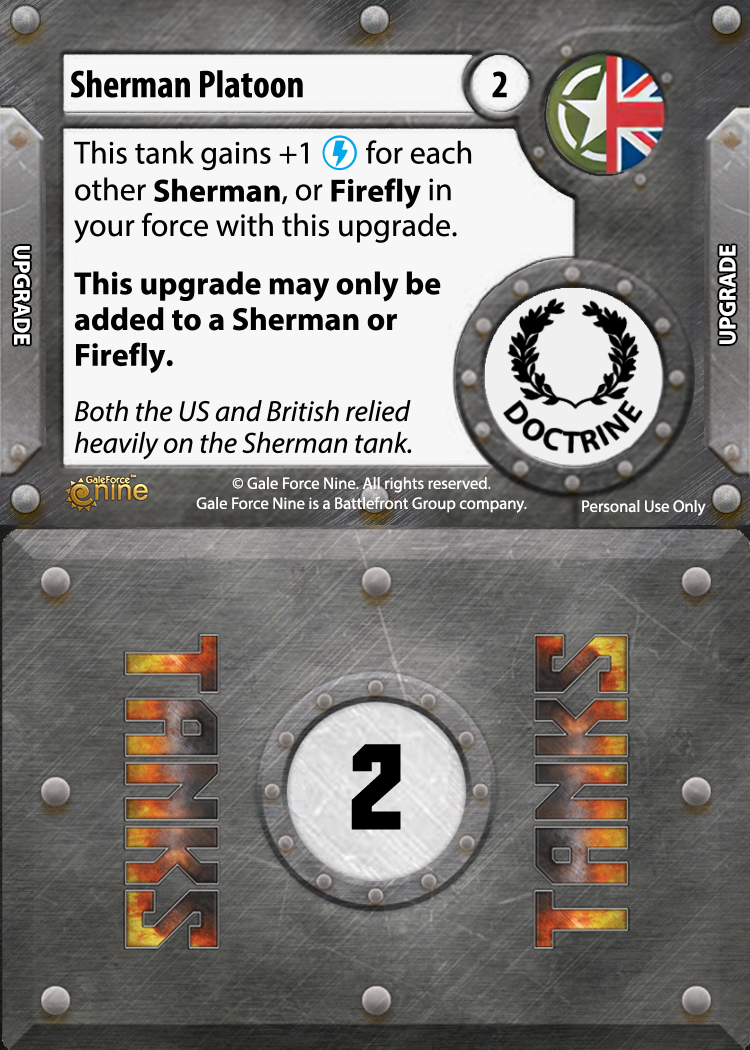 Sherman Platoon
2
This tank gains +1 for each
other Sherman, or Firefly in
your force with this upgrade.
This upgrade may only be
added to a Sherman or
Firefly.
Both the US and British relied
heavily on the Sherman tank.
UPGRADE
UPGRADE
DOCTRINE
GaleForce™
nine
© Gale Force Nine. All rights reserved.
Gale Force Nine is a Battlefront Group company.
Personal Use Only
TANKS
2
TANKS